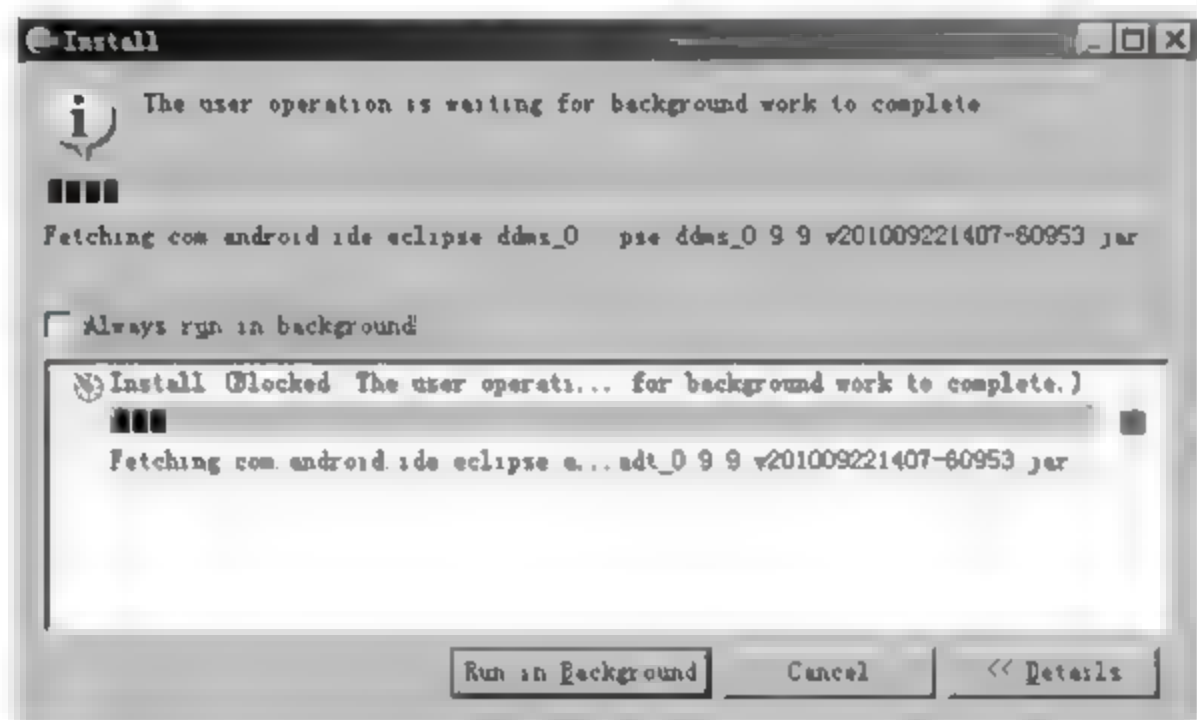 Install
The user operation is waiting for background work to complete
Fetching com android ide eclipse ddms_0 pse ddms_0 9 9 v201009221407-60953 jar
Always run in background
Install (Blocked The user operati... for background work to complete.)
Fetching com.android.ide eclipse a...adt_0 9 9 v201009221407-60953 jar
Run in Background
Cancel
<< Details